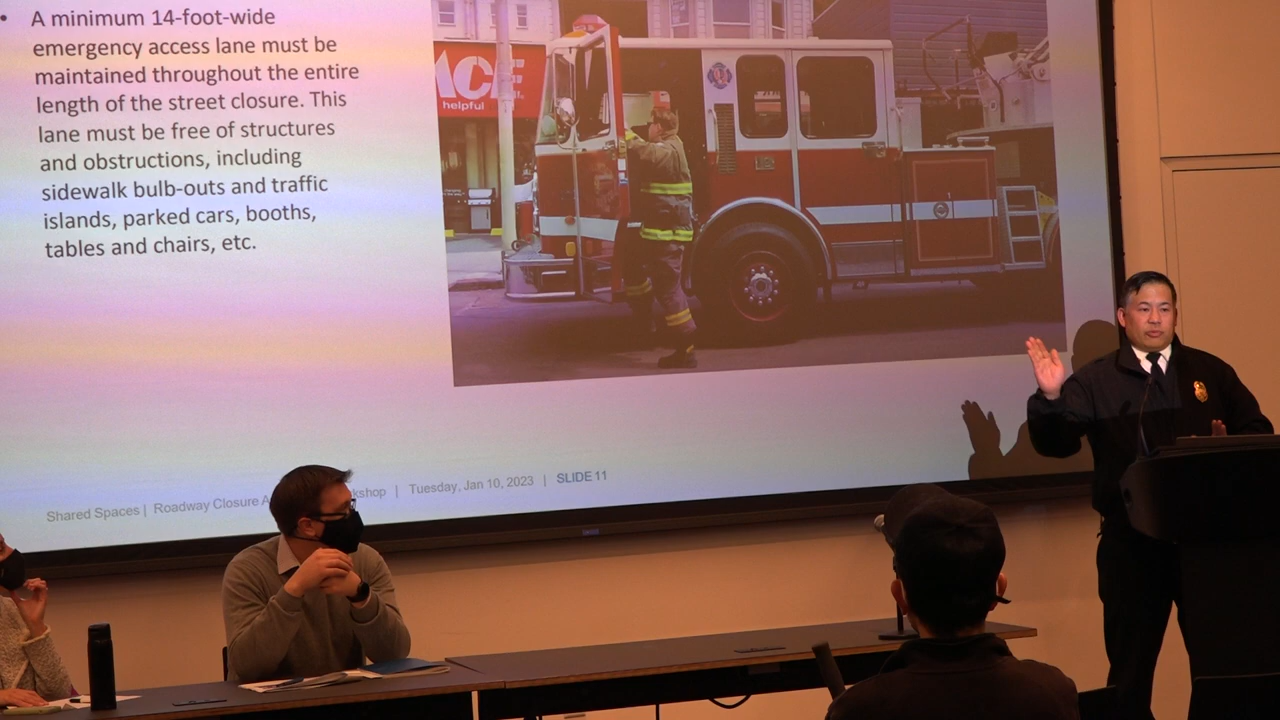 • A minimum 14-foot-wide
emergency access lane must be
maintained throughout the entire
length of the street closure. This
lane must be free of structures
and obstructions, including
sidewalk bulb-outs and traffic
islands, parked cars, booths,
tables and chairs, etc.
ACE
helpful
Shared Spaces | Roadway Closure | Tuesday, Jan 10, 2023 | SLIDE 11